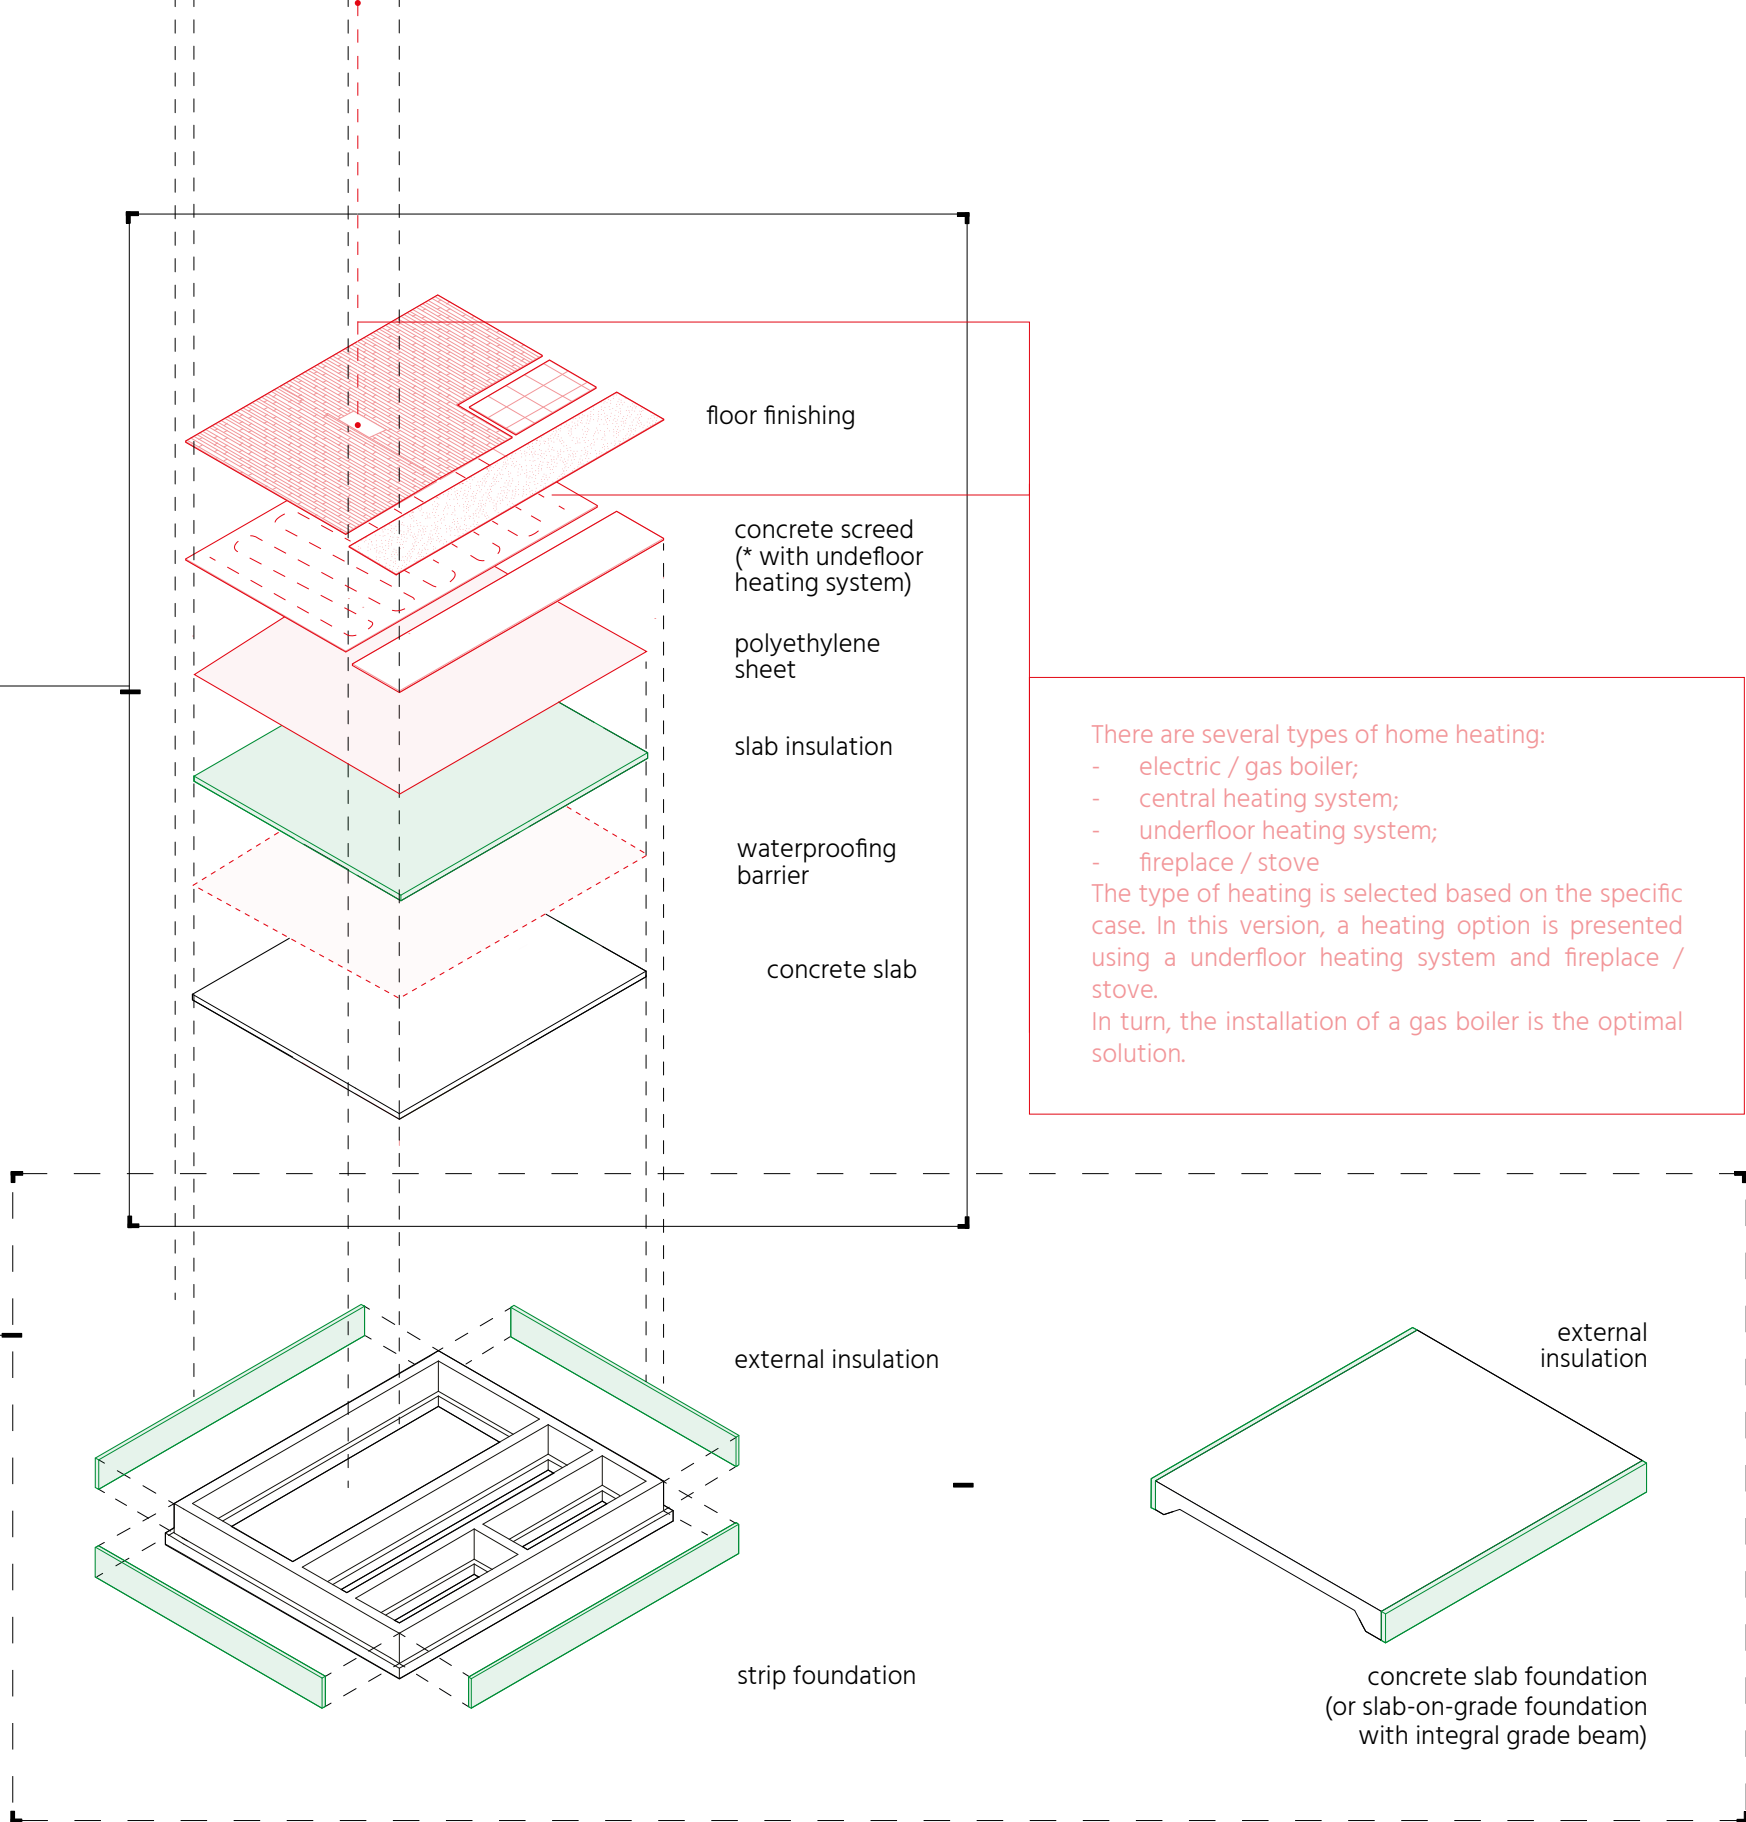 floor finishing
concrete screed
(* with undefloor
heating system)
polyethylene
sheet
slab insulation
waterproofing
barrier
concrete slab
There are several types of home heating:
- electric / gas boiler;
- central heating system;
- underfloor heating system;
- fireplace / stove
The type of heating is selected based on the specific
case. In this version, a heating option is presented
using a underfloor heating system and fireplace /
stove.
In turn, the installation of a gas boiler is the optimal
solution.
external insulation
strip foundation
external
insulation
concrete slab foundation
(or slab-on-grade foundation
with integral grade beam)